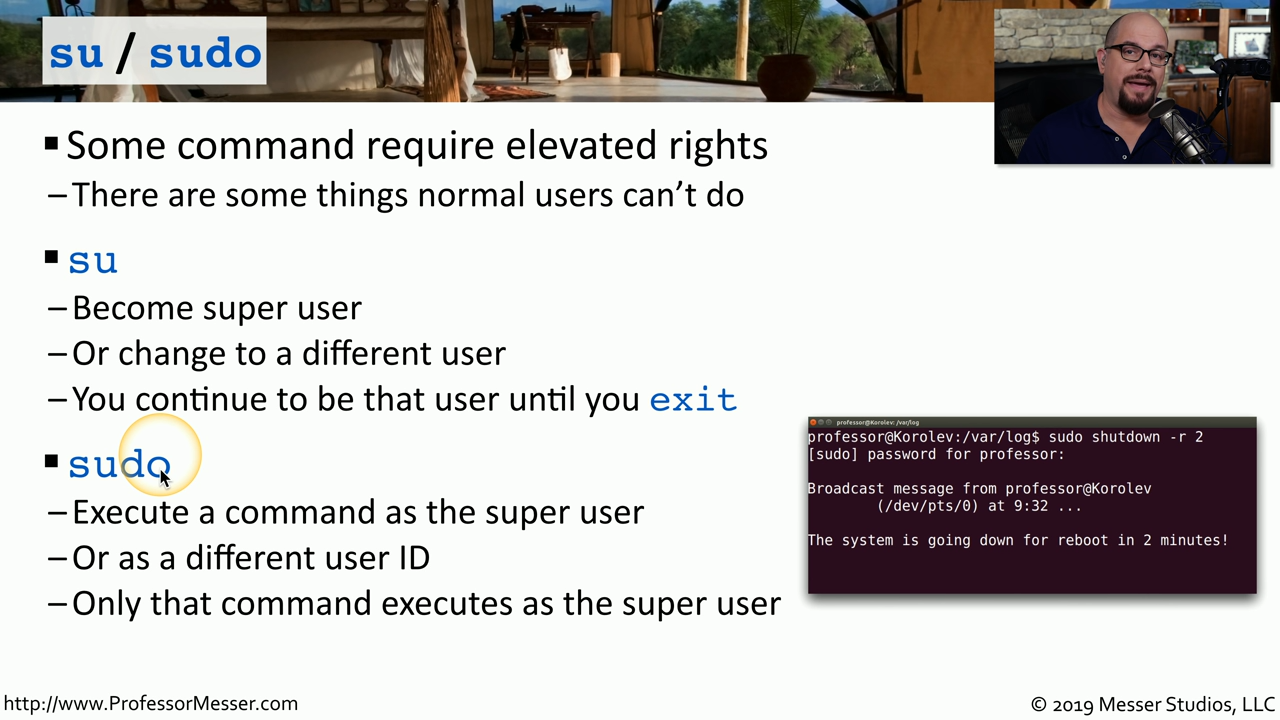 su / sudo
▪ Some command require elevated rights
– There are some things normal users can’t do
▪ su
– Become super user
– Or change to a different user
– You continue to be that user until you exit
▪ sudo
– Execute a command as the super user
– Or as a different user ID
– Only that command executes as the super user
professor@Korolev: /var/log
professor@Korolev:/var/log$ sudo shutdown -r 2
[sudo] password for professor:
Broadcast message from professor@Korolev
(/dev/pts/0) at 9:32 ...
The system is going down for reboot in 2 minutes!
http://www.ProfessorMesser.com
© 2019 Messer Studios, LLC